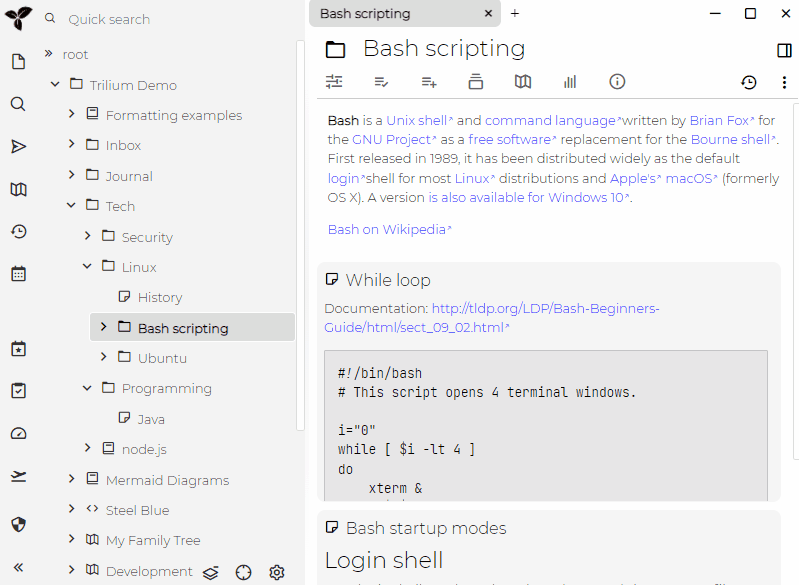 Quick search
root
Trilium Demo
Formatting examples
Inbox
Journal
Tech
Security
Linux
History
Bash scripting
Ubuntu
Programming
Java
node.js
Mermaid Diagrams
Steel Blue
My Family Tree
Development
Bash scripting
Bash scripting
Bash is a Unix shell and command language written by Brian Fox for
the GNU Project as a free software replacement for the Bourne shell.
First released in 1989, it has been distributed widely as the default
login shell for most Linux distributions and Apple's macOS (formerly
OS X). A version is also available for Windows 10.
Bash on Wikipedia
While loop
Documentation: http://tldp.org/LDP/Bash-Beginners-
Guide/html/sect_09_02.html
#!/bin/bash
# This script opens 4 terminal windows.
i="0"
while [ $i -lt 4 ]
do
xterm &
Bash startup modes
Login shell